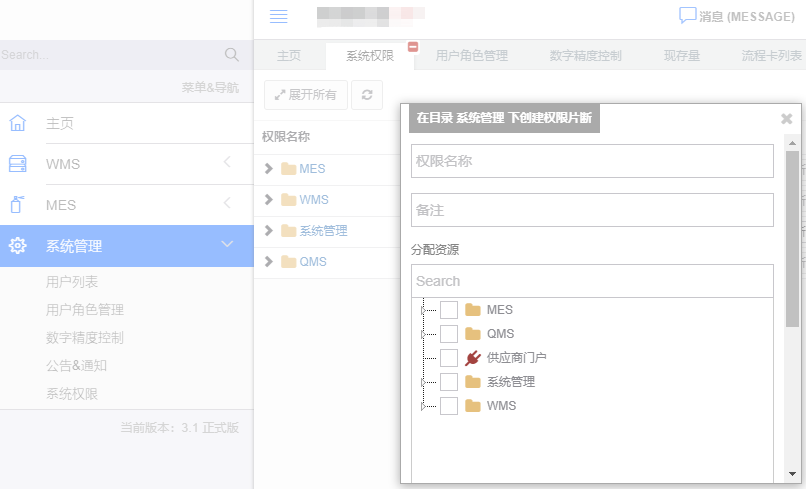 消息 (MESSAGE)
Search...
菜单&导航
主页
WMS
MES
系统管理
用户列表
用户角色管理
数字精度控制
公告&通知
系统权限
当前版本：3.1 正式版
主页 系统权限 用户角色管理 数字精度控制 现存量 流程卡列表
展开所有
权限名称
MES
WMS
系统管理
QMS
在目录 系统管理 下创建权限片断
权限名称
备注
分配资源
Search
MES
QMS
供应商门户
系统管理
WMS